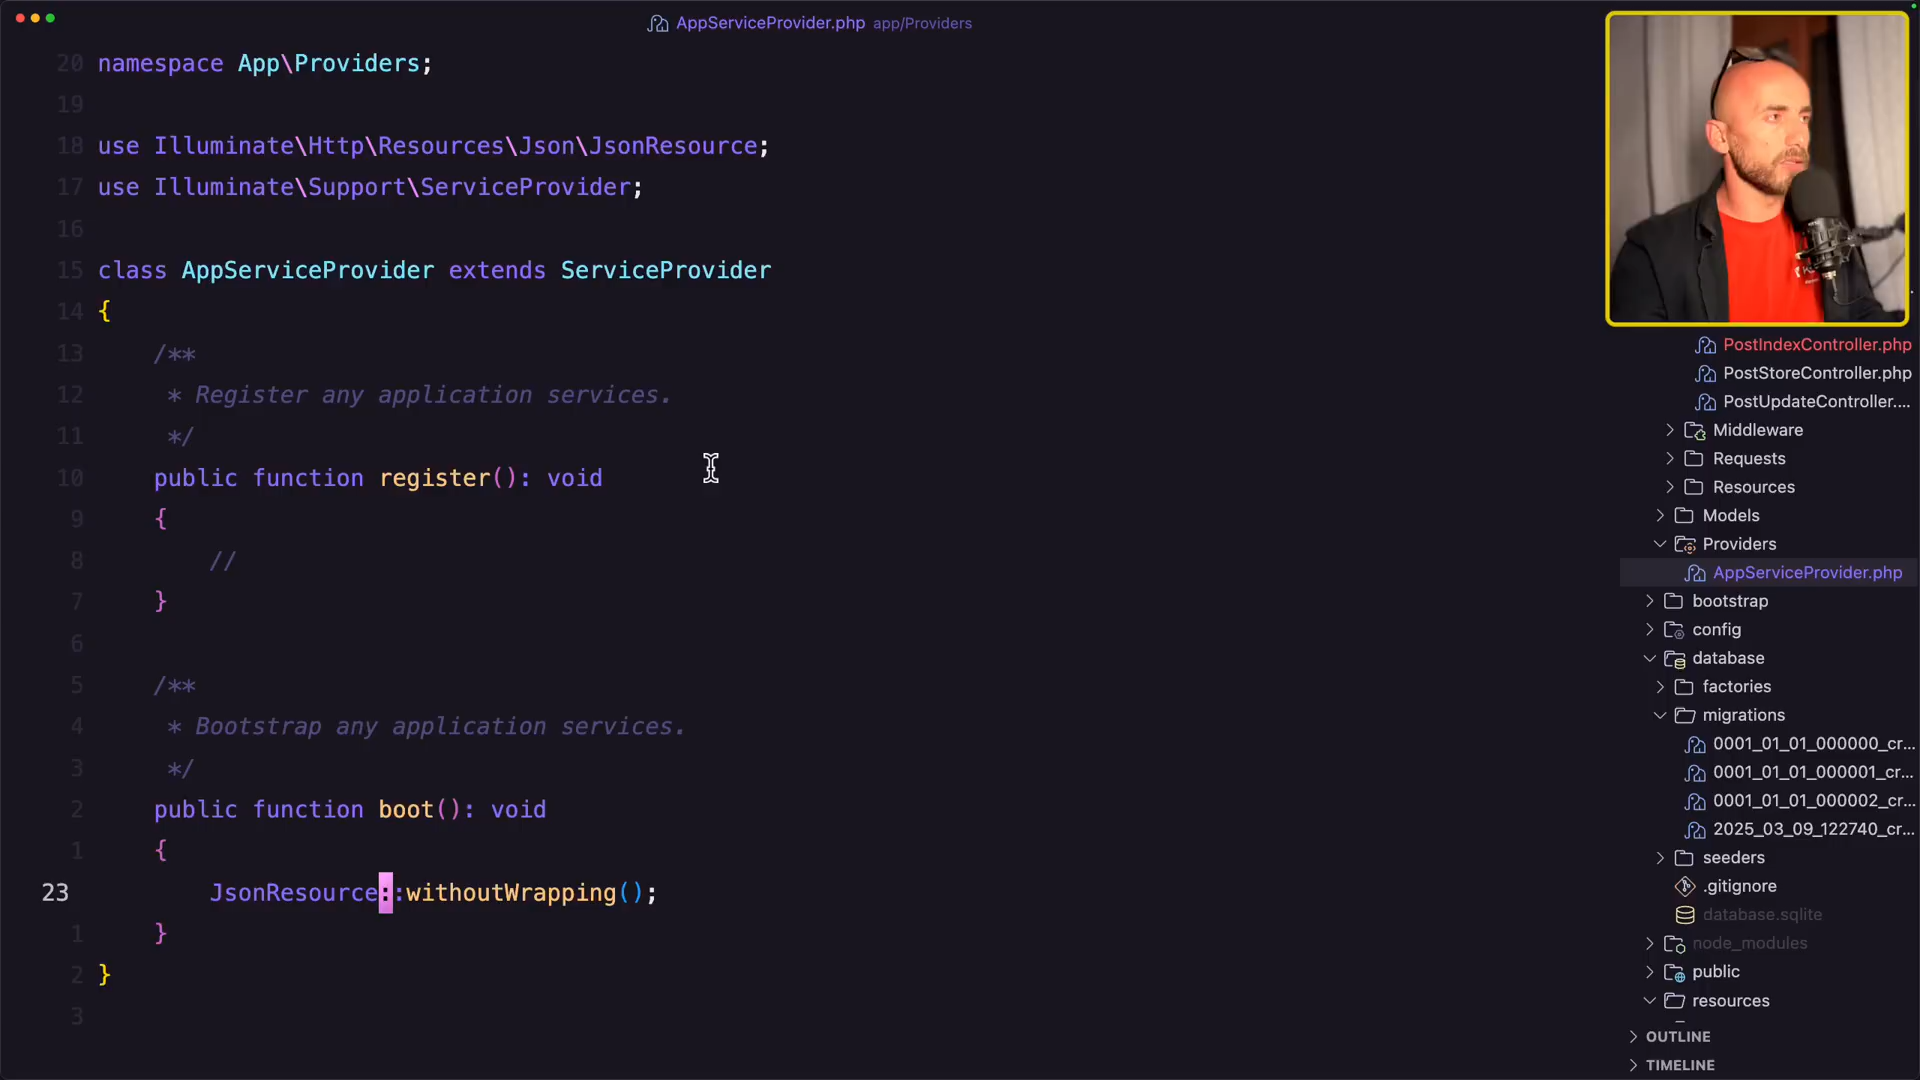 AppServiceProvider.php app/Providers
20 namespace App\Providers;
19
18 use Illuminate\Http\Resources\Json\JsonResource;
17 use Illuminate\Support\ServiceProvider;
16
15 class AppServiceProvider extends ServiceProvider
14 {
13 /**
12 * Register any application services.
11 */
10 public function register(): void
9 {
8 //
7 }
6
5 /**
4 * Bootstrap any application services.
3 */
2 public function boot(): void
1 {
23 JsonResource::withoutWrapping();
1 }
2 }
3
PostIndexController.php
PostStoreController.php
PostUpdateController....
Middleware
Requests
Resources
Models
Providers
AppServiceProvider.php
bootstrap
config
database
factories
migrations
0001_01_01_000000_cr...
0001_01_01_000001_cr...
0001_01_01_000002_cr...
2025_03_09_122740_cr...
seeders
.gitignore
database.sqlite
node_modules
public
resources
OUTLINE
TIMELINE